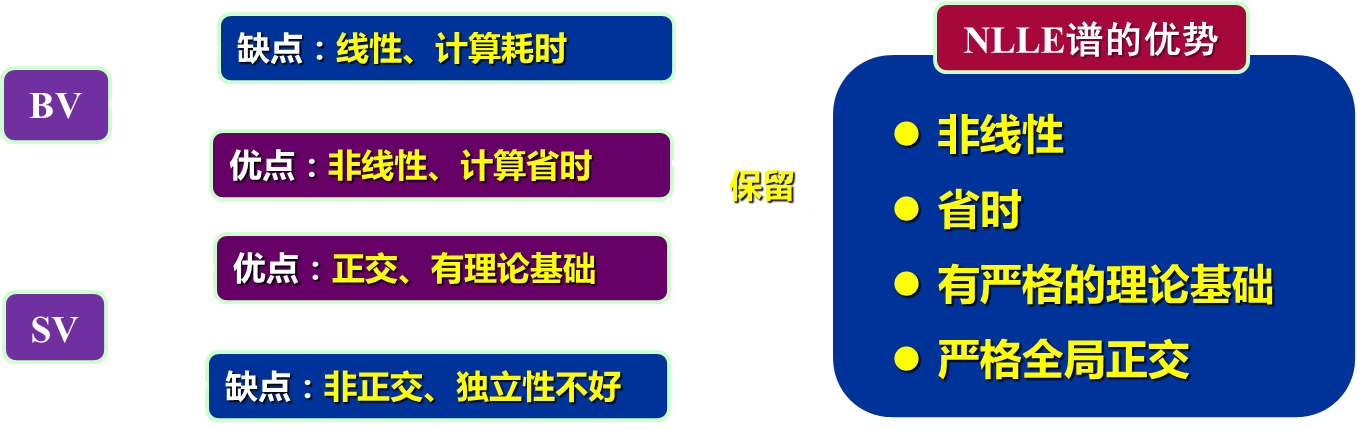 BV
缺点：线性、计算耗时
优点：非线性、计算省时
SV
优点：正交、有理论基础
缺点：非正交、独立性不好
保留
NLLE谱的优势
● 非线性
● 省时
● 有严格的理论基础
● 严格全局正交